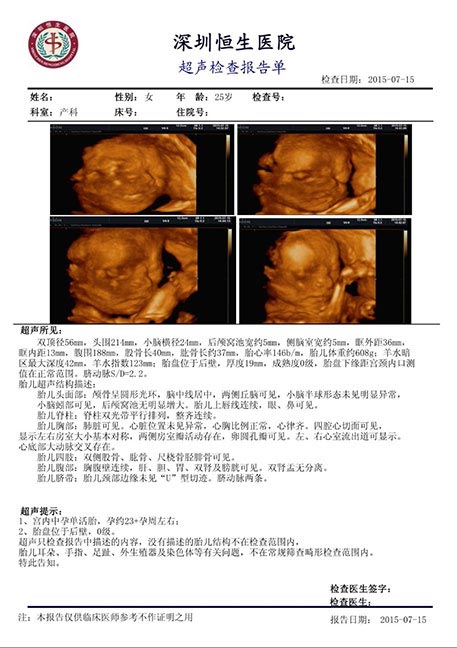 深圳恒生医院
超声检查报告单
检查日期: 2015-07-15
姓名: 性别: 女 年 龄: 25岁 检查号:
科室: 产科 床号: 住院号:
超声所见:
双顶径56mm, 头围214mm, 小脑横径24mm, 后颅窝池宽约5mm, 侧脑室宽约5mm, 眶外距36mm,
眶内距13mm, 腹围188mm, 股骨长40mm, 肱骨长约37mm, 胎心率146b/m, 胎儿体重约608g; 羊水暗
区最大深度42mm, 羊水指数123mm; 胎盘位于后壁, 厚度19mm, 成熟度0级, 胎盘下缘距宫颈内口测
值在正常范围。脐动脉S/D=2.2。
胎儿超声结构描述:
胎儿头面部: 颅骨呈圆形光环, 脑中线居中, 两侧丘脑可见, 小脑半球形态未见明显异常,
小脑蚓部可见, 后颅窝池无明显增大。胎儿上唇线连续, 眼、鼻可见。
胎儿脊柱: 脊柱双光带平行排列, 整齐连续。
胎儿胸部: 肺脏可见。心脏位置未见异常, 心胸比例正常, 心律齐。四腔心切面可见,
显示左右房室大小基本对称, 两侧房室瓣活动存在, 卵圆孔瓣可见。左、右心室流出道可显示。
心底部大动脉交叉存在。
胎儿四肢: 双侧股骨、肱骨、尺桡骨胫腓骨可见。
胎儿腹部: 胸腹壁连续, 肝、胆、胃、双肾及膀胱可见。双肾盂无分离。
胎儿脐带: 胎儿颈部边缘未见“U”型切迹。脐动脉两条。
超声提示:
1、宫内中孕单活胎, 孕约23+孕周左右;
2、胎盘位于后壁, 0级。
超声只检查报告中描述的内容, 没有描述的胎儿结构不在检查范围内,
胎儿耳朵、手指、足趾、外生殖器及染色体等有关问题, 不在常规筛查畸形检查范围内。
特此告知。
检查医生签字:
检查医生:
注: 本报告仅供临床医师参考不作证明之用 报告日期: 2015-07-15